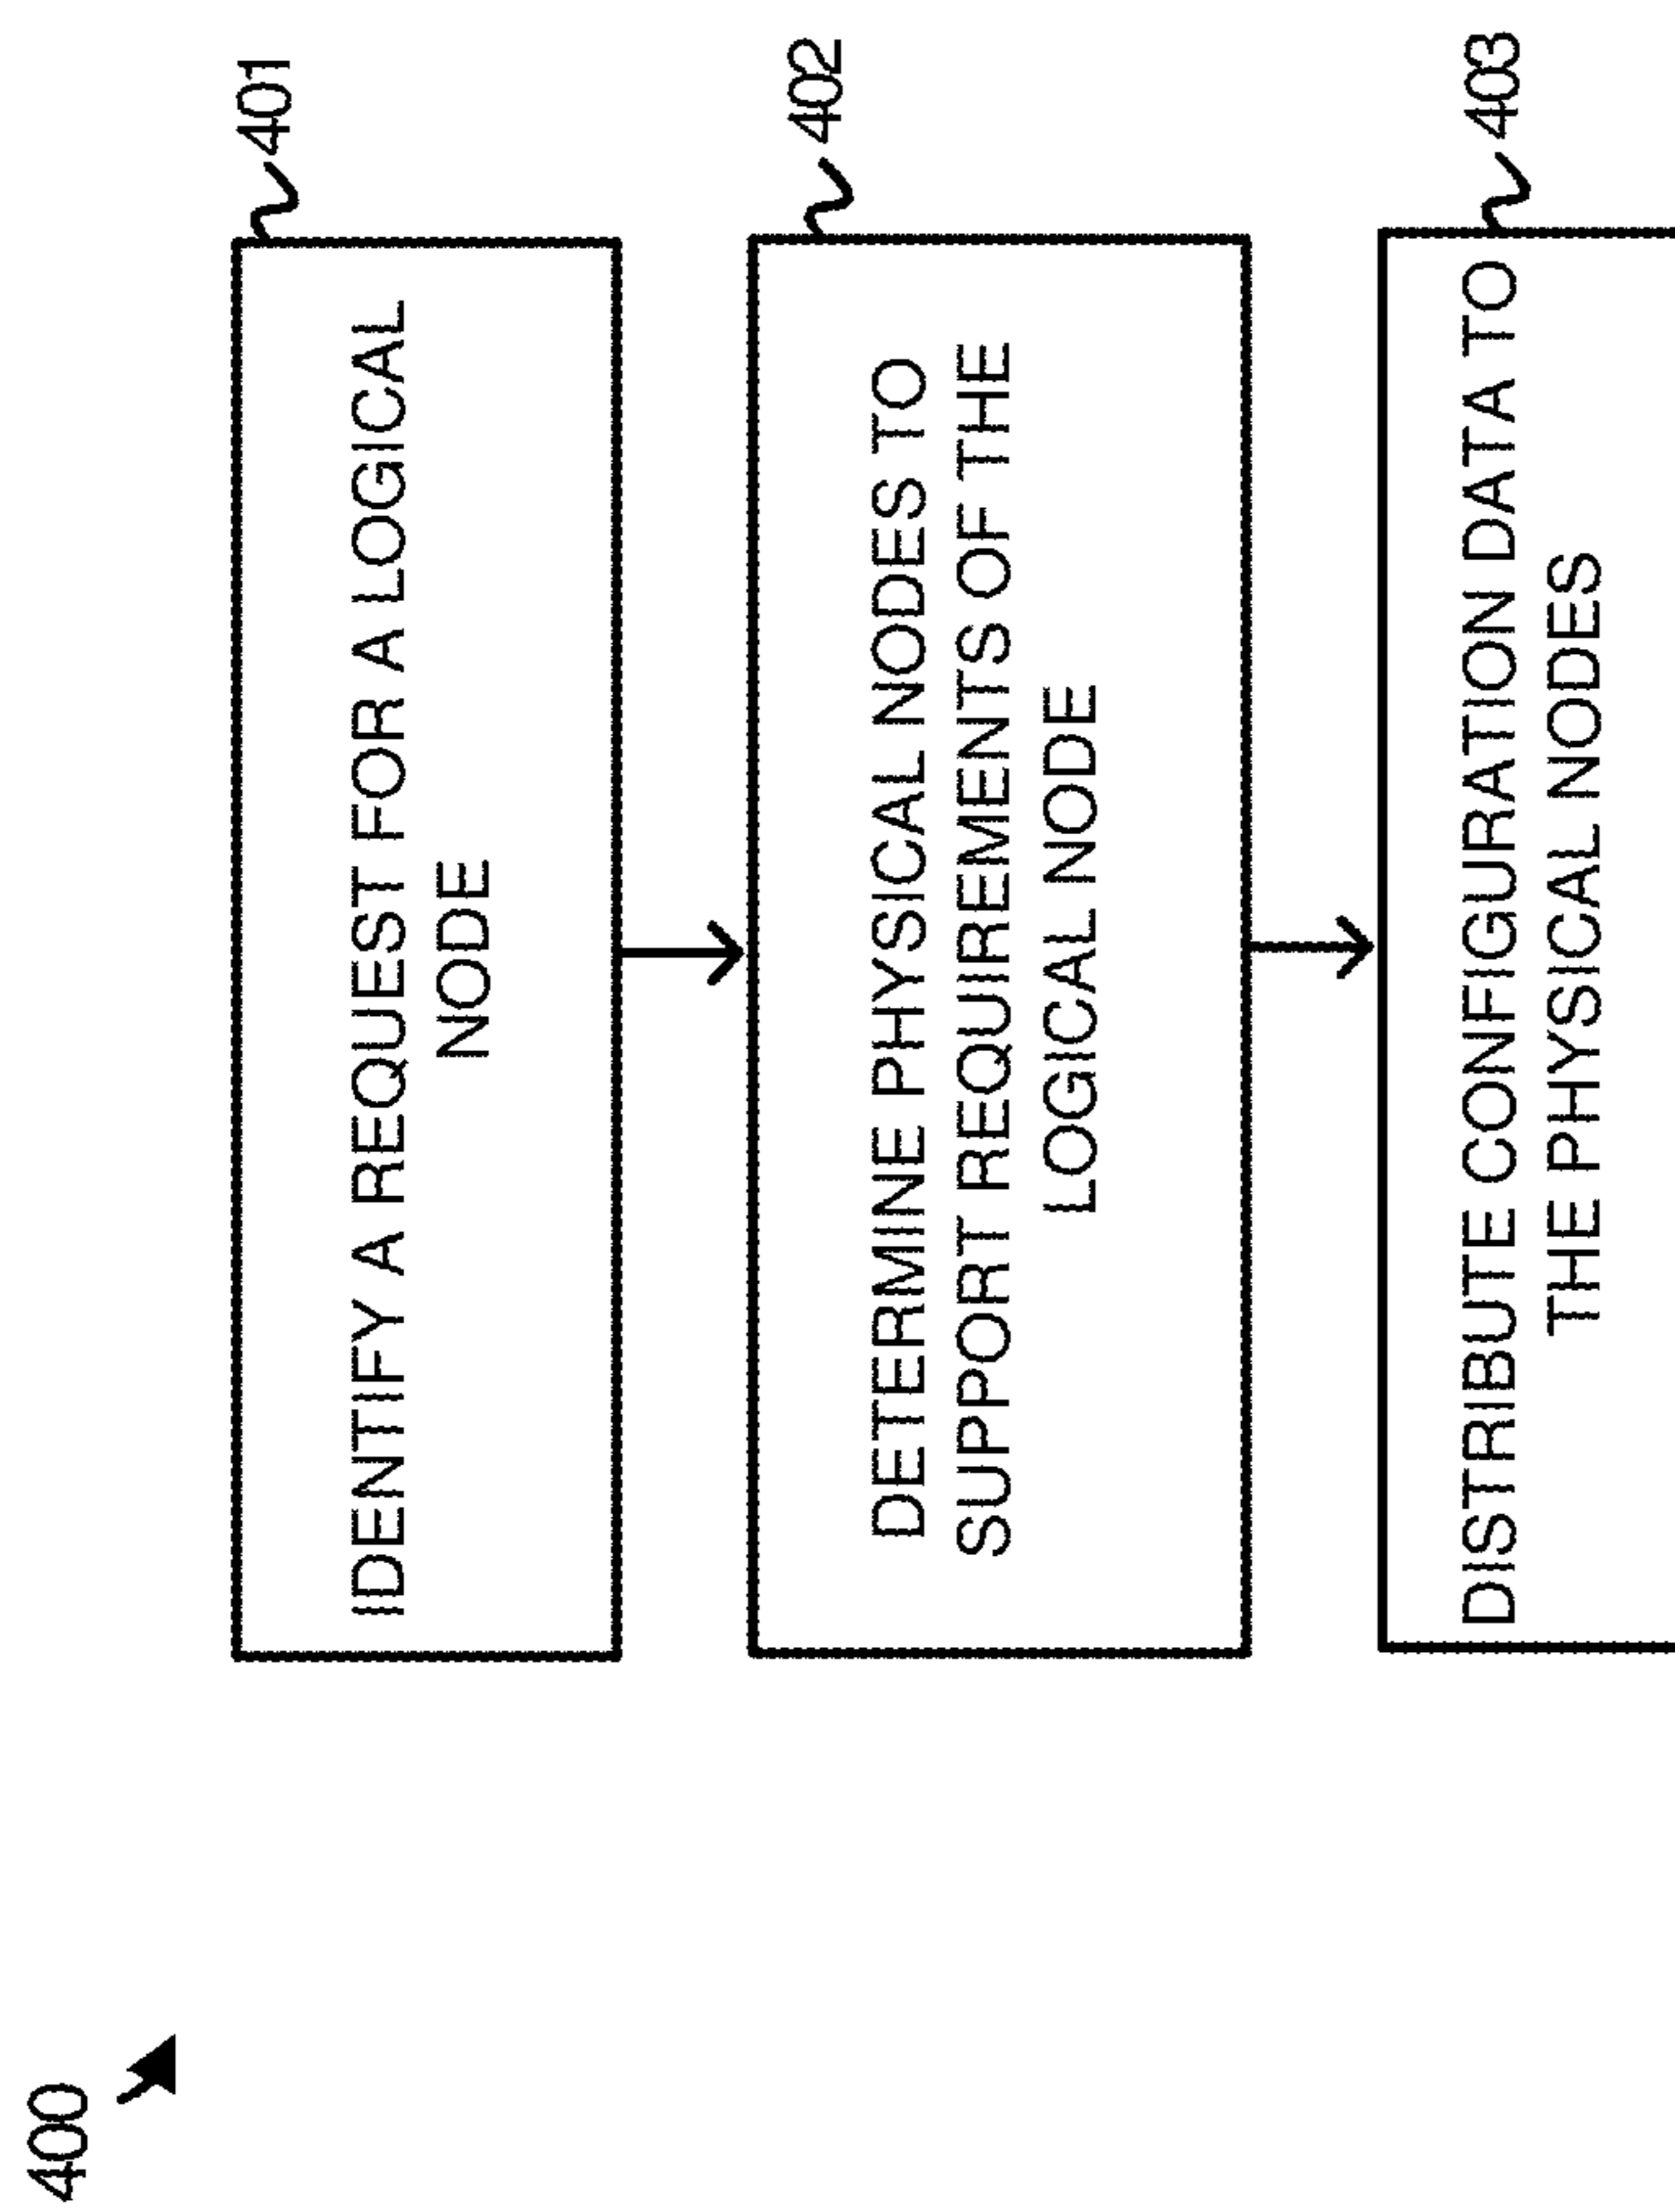 400
401
IDENTIFY A REQUEST FOR A LOGICAL
NODE
402
DETERMINE PHYSICAL NODES TO
SUPPORT REQUIREMENTS OF THE
LOGICAL NODE
403
DISTRIBUTE CONFIGURATION DATA TO
THE PHYSICAL NODES